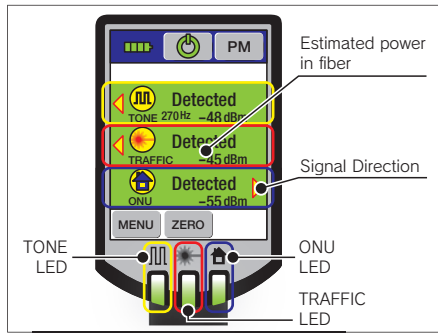 PM
Estimated power
in fiber
Detected
TONE 270Hz -48 dBm
Detected
TRAFFIC -45 dBm
Signal Direction
Detected
ONU -55 dBm
MENU ZERO
TONE
LED
ONU
LED
TRAFFIC
LED